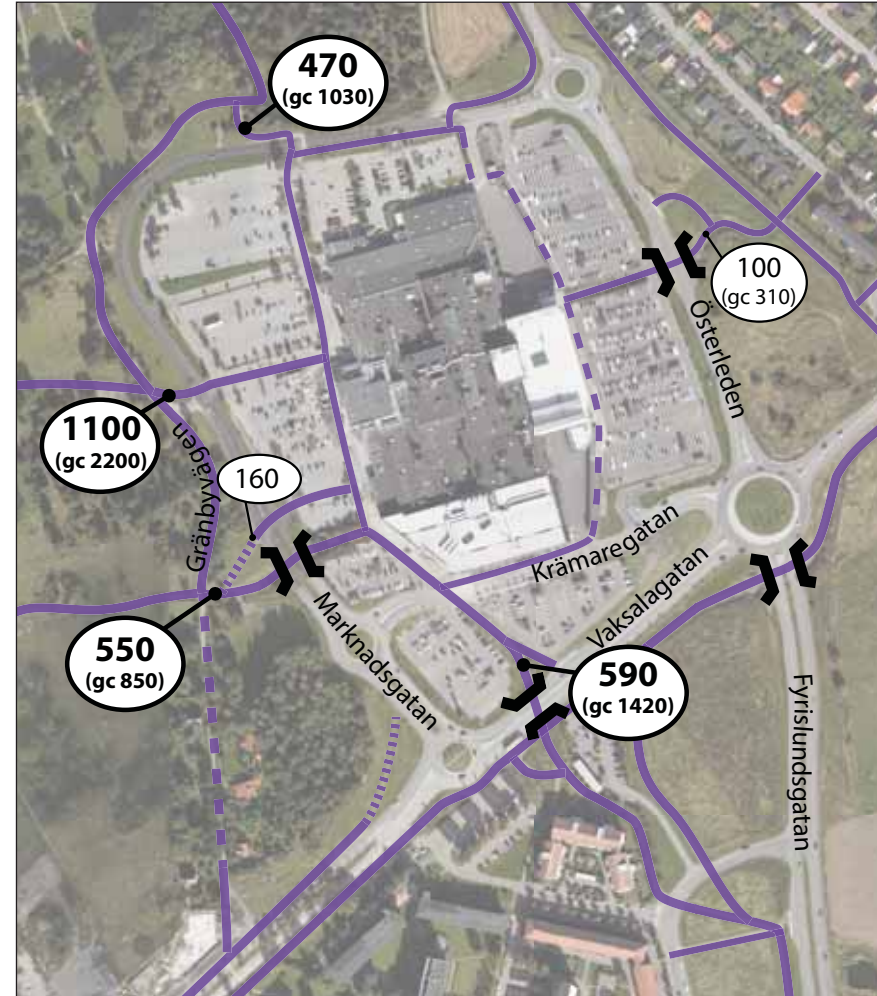 470
(gc 1030)
100
(gc 310)
Österleden
1100
(gc 2200)
Gränbyvägen
160
Krämaregatan
Vaksalagatan
Marknadsgatan
550
(gc 850)
590
(gc 1420)
Fyrislundsgatan